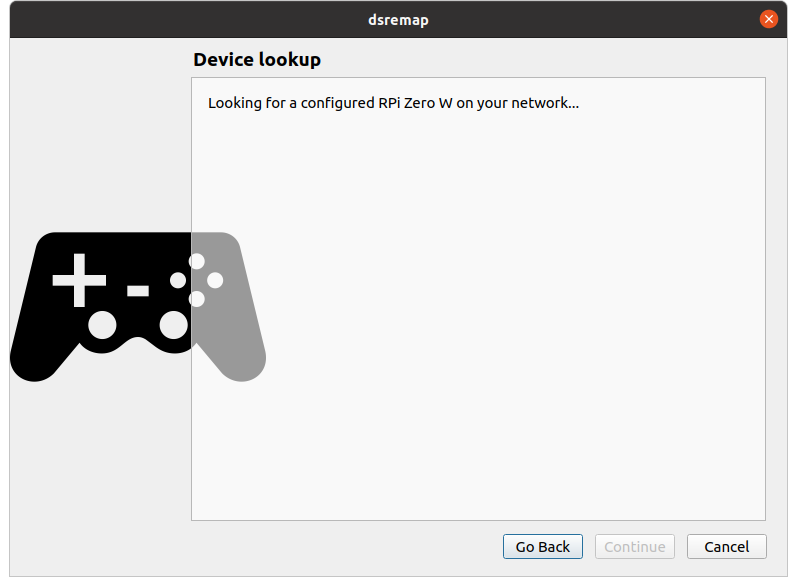 dsremap
Device lookup
Looking for a configured RPi Zero W on your network...
Go Back
Continue
Cancel